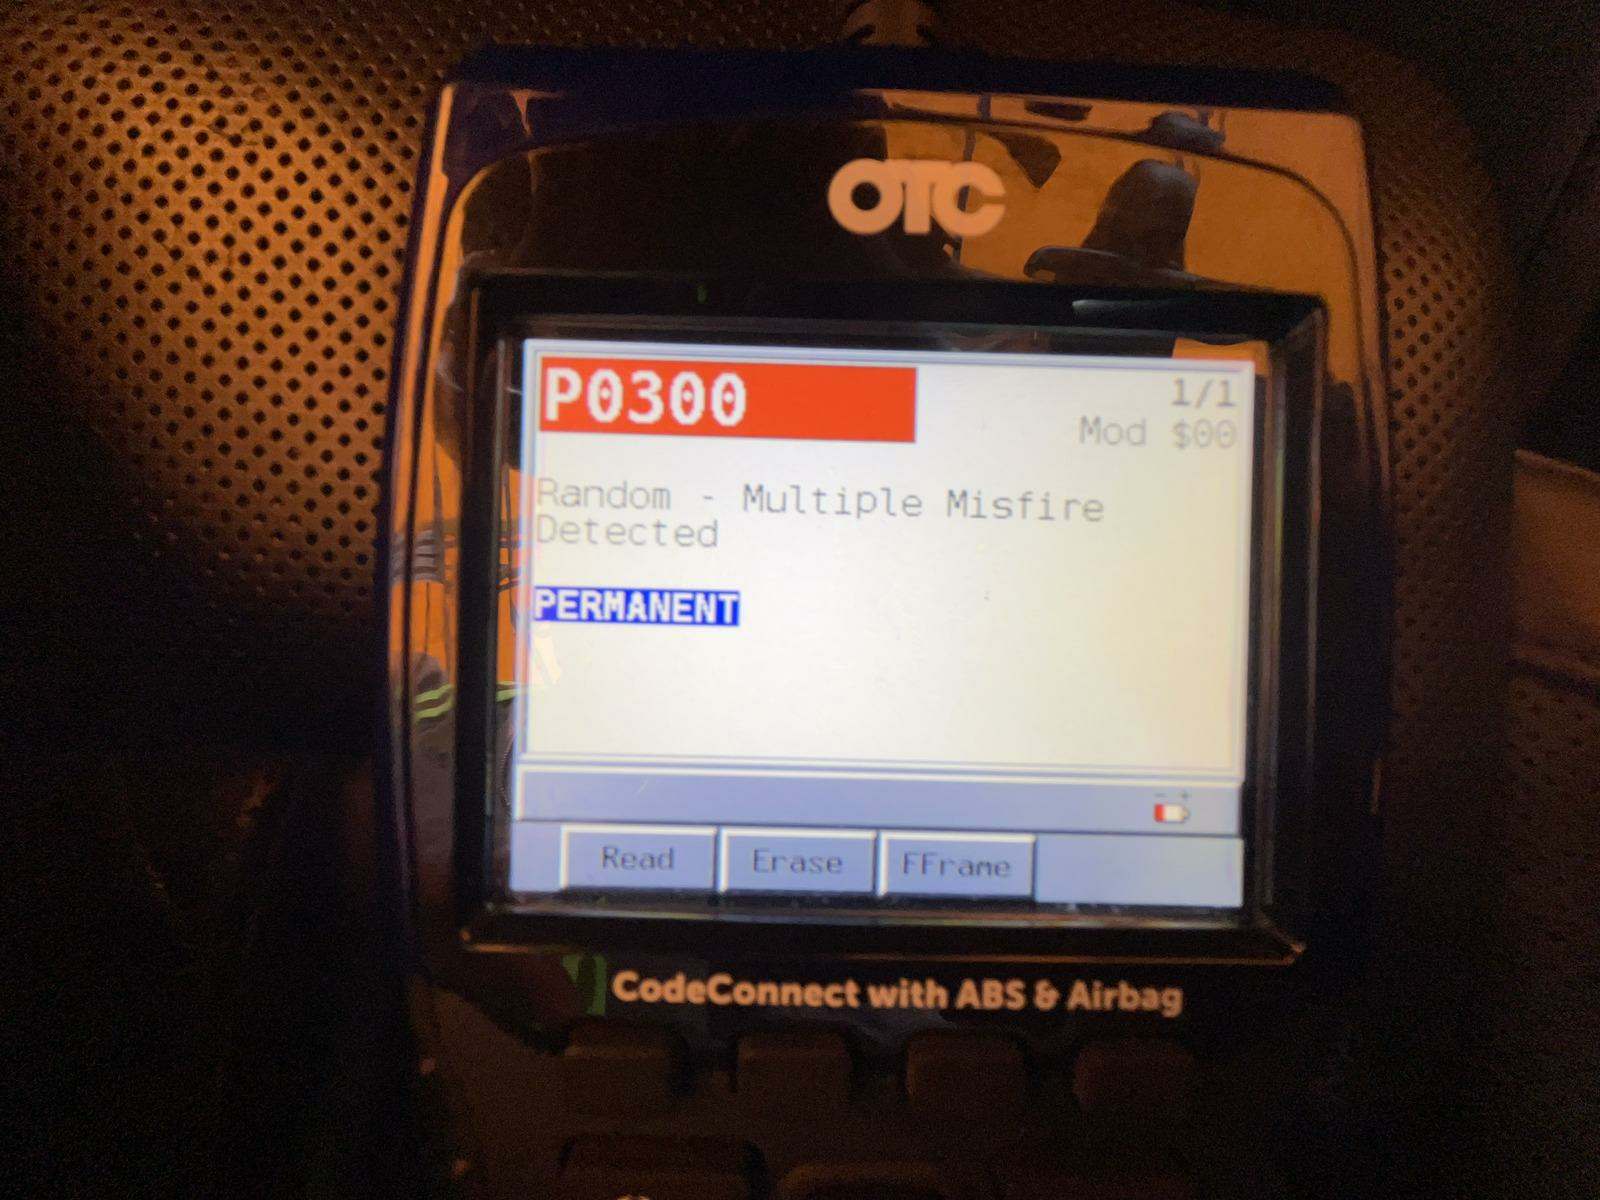 OTC
P0300
1/1
Mod $00
Random - Multiple Misfire
Detected
PERMANENT
- +
Read Erase FFrame
CodeConnect with ABS & Airbag